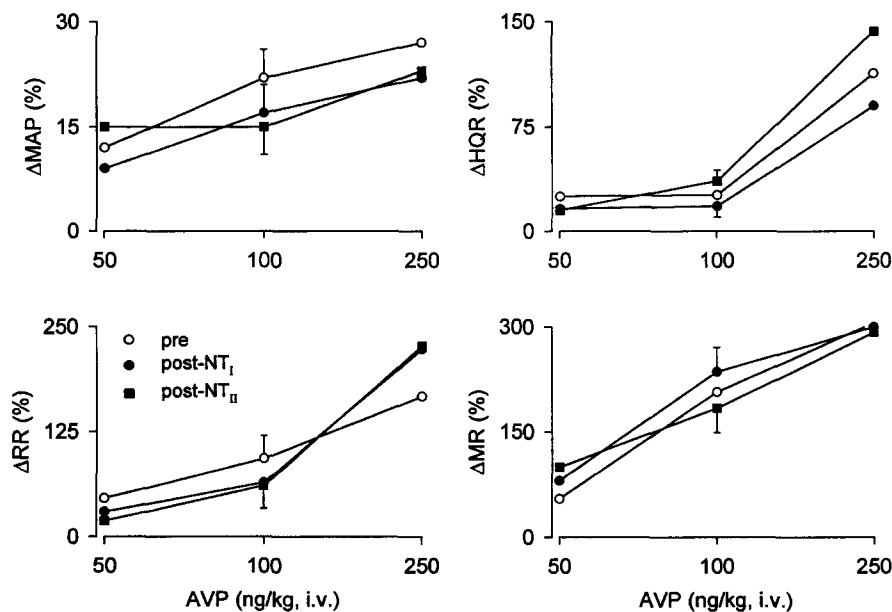 30
15
0
ΔMAP (%)
50 100 250
150
75
0
ΔHQR (%)
50 100 250
250
125
0
ΔRR (%)
pre
post-NT_I
post-NT_II
50 100 250
AVP (ng/kg, i.v.)
300
150
0
ΔMR (%)
50 100 250
AVP (ng/kg, i.v.)